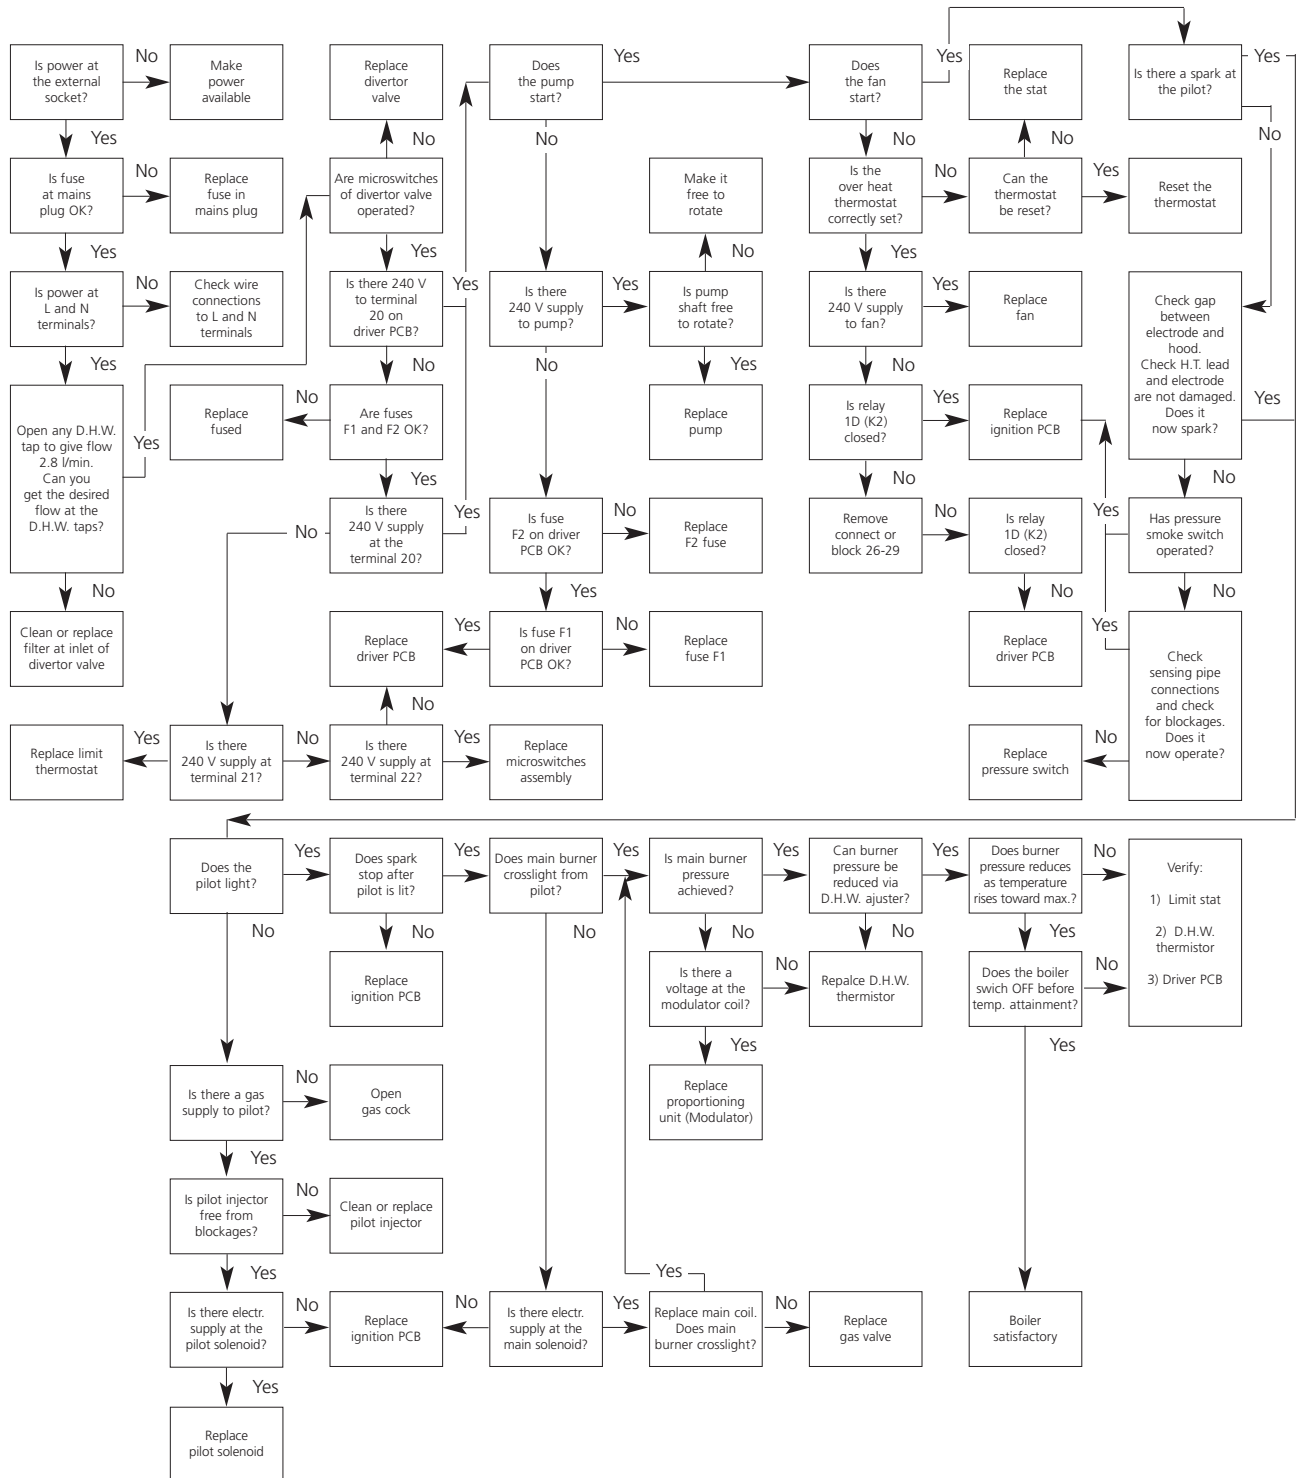 Is power at
the external
socket?
No
Make
power
available
Replace
divertor
valve
Does
the pump
start?
Yes
Does
the fan
start?
Yes
Replace
the stat
Is there a spark at
the pilot?
Yes
Yes
No
No
No
No
Is fuse
at mains
plug OK?
No
Replace
fuse in
mains plug
Are microswitches
of divertor valve
operated?
Make it
free to
rotate
Is the
over heat
thermostat
correctly set?
No
Can the
thermostat
be reset?
Yes
Reset the
thermostat
No
Yes
Yes
No
Yes
Is power at
L and N
terminals?
No
Check wire
connections
to L and N
terminals
Is there 240 V
to terminal
20 on
driver PCB?
Yes
Is there
240 V supply
to pump?
Yes
Is pump
shaft free
to rotate?
Is there
240 V supply
to fan?
Yes
Replace
fan
Check gap
between
electrode and
hood.
Check H.T. lead
and electrode
are not damaged.
Does it
now spark?
Yes
Yes
No
No
Yes
No
Open any D.H.W.
tap to give flow
2.8 l/min.
Can you
get the desired
flow at the
D.H.W. taps?
Yes
Replace
fused
No
Are fuses
F1 and F2 OK?
Replace
pump
Is relay
1D (K2)
closed?
Yes
Replace
ignition PCB
Yes
No
No
No
Is there
240 V supply
at the
terminal 20?
Yes
Is fuse
F2 on driver
PCB OK?
No
Replace
F2 fuse
Remove
connect or
block 26-29
No
Is relay
1D (K2)
closed?
Yes
Has pressure
smoke switch
operated?
No
Yes
No
No
Clean or replace
filter at inlet of
divertor valve
Replace
driver PCB
Yes
Is fuse F1
on driver
PCB OK?
No
Replace
fuse F1
Replace
driver PCB
Yes
Check
sensing pipe
connections
and check
for blockages.
Does it
now operate?
No
Replace limit
thermostat
Yes
Is there
240 V supply at
terminal 21?
No
Is there
240 V supply at
terminal 22?
Yes
Replace
microswitches
assembly
Replace
pressure switch
No
Does the
pilot light?
Yes
Does spark
stop after
pilot is lit?
Yes
Does main burner
crosslight from
pilot?
Yes
Is main burner
pressure
achieved?
Yes
Can burner
pressure be
reduced via
D.H.W. ajuster?
Yes
Does burner
pressure reduces
as temperature
rises toward max.?
No
Verify:
1) Limit stat
2) D.H.W.
thermistor
3) Driver PCB
No
No
No
No
No
Yes
Replace
ignition PCB
Is there a
voltage at the
modulator coil?
No
Repalce D.H.W.
thermistor
Does the boiler
swich OFF before
temp. attainment?
No
Yes
Yes
Is there a gas
supply to pilot?
No
Open
gas cock
Replace
proportioning
unit (Modulator)
Yes
Is pilot injector
free from
blockages?
No
Clean or replace
pilot injector
Yes
Yes
Is there electr.
supply at the
pilot solenoid?
No
Replace
ignition PCB
No
Is there electr.
supply at the
main solenoid?
Yes
Replace main coil.
Does main
burner crosslight?
No
Replace
gas valve
Boiler
satisfactory
Yes
Replace
pilot solenoid